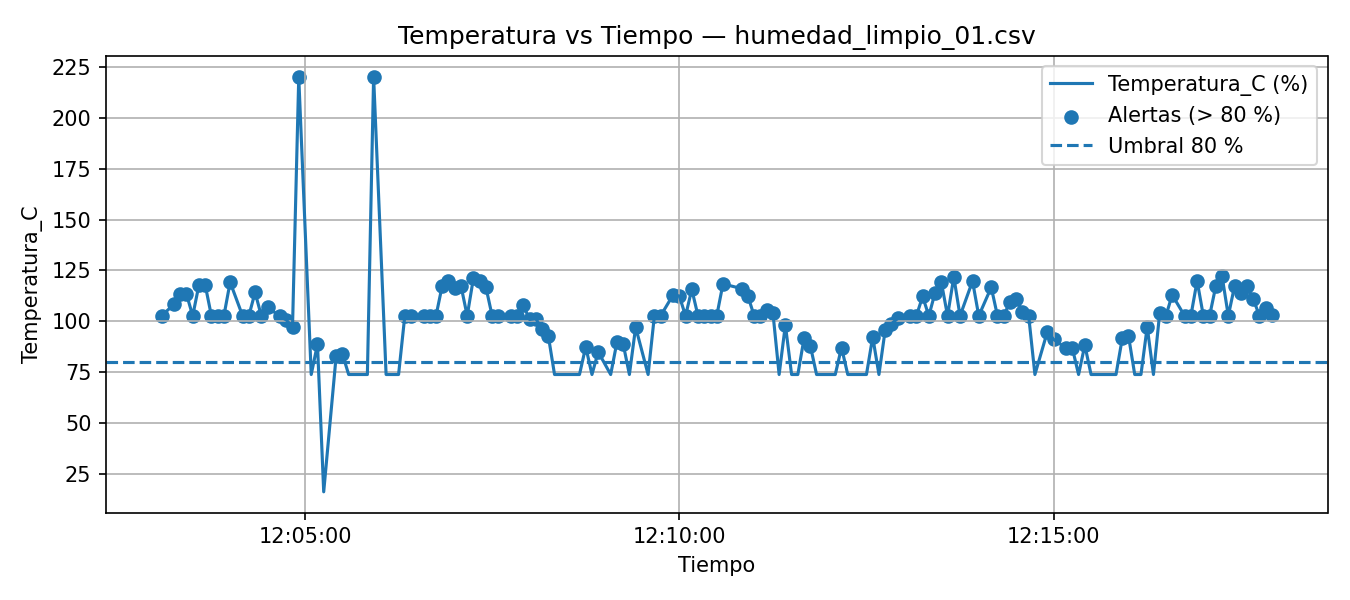 Temperatura vs Tiempo — humedad_limpio_01.csv
Temperatura_C (%)
Alertas (> 80 %)
Umbral 80 %
Temperatura_C
225
200
175
150
125
100
75
50
25
12:05:00
12:10:00
12:15:00
Tiempo